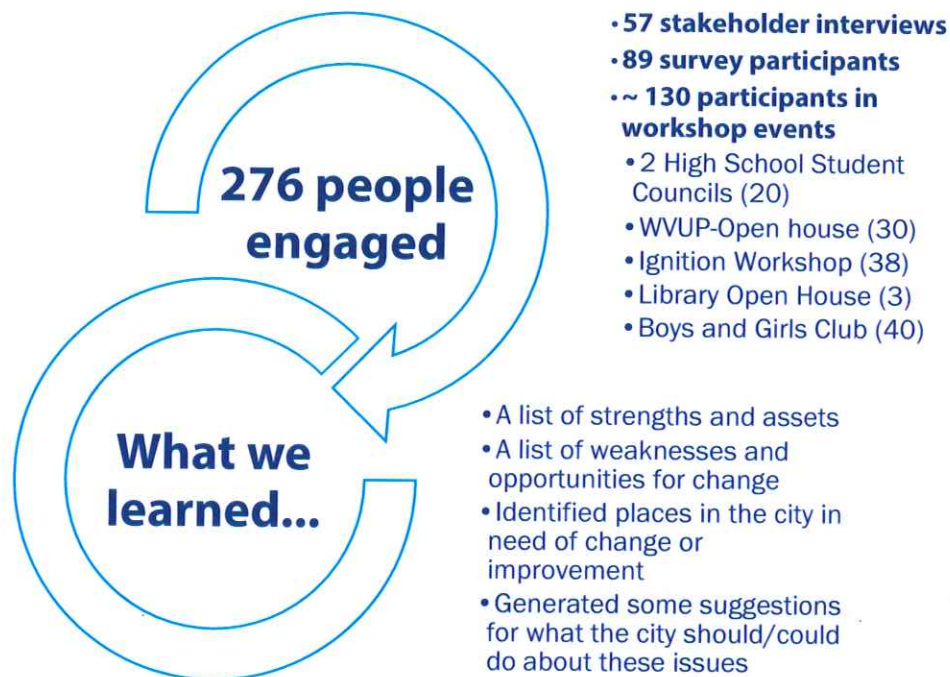 276 people
engaged
• 57 stakeholder interviews
• 89 survey participants
• ~ 130 participants in
workshop events
• 2 High School Student
Councils (20)
• WVUP-Open house (30)
• Ignition Workshop (38)
• Library Open House (3)
• Boys and Girls Club (40)
What we
learned...
• A list of strengths and assets
• A list of weaknesses and
opportunities for change
• Identified places in the city in
need of change or
improvement
• Generated some suggestions
for what the city should/could
do about these issues